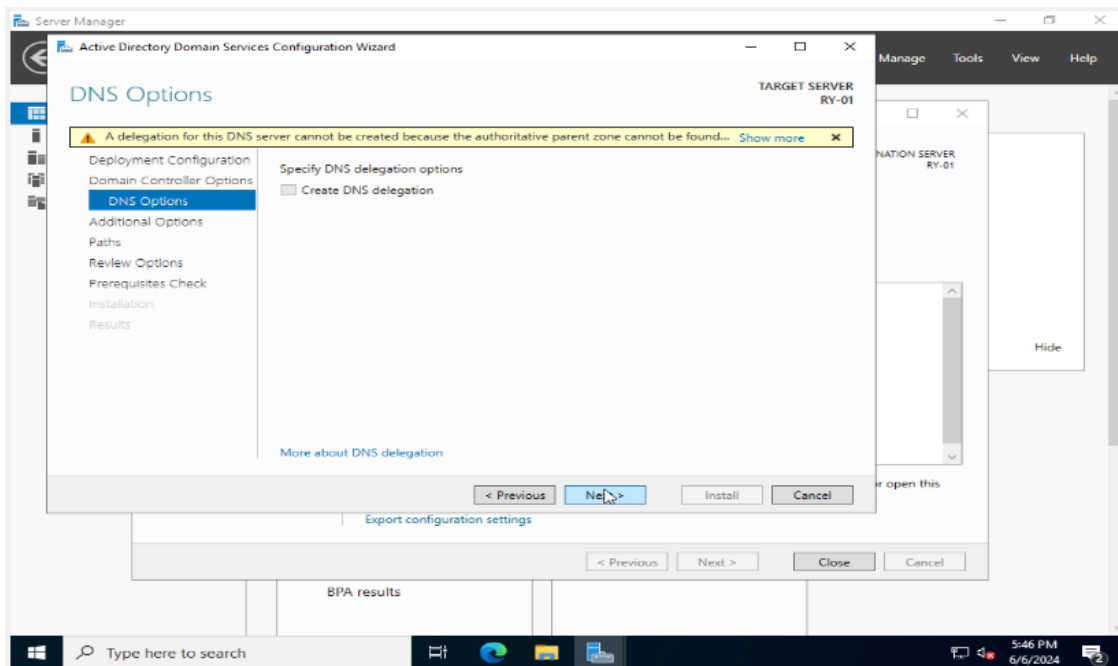 Server Manager
Active Directory Domain Services Configuration Wizard
Manage Tools View Help
DNS Options
TARGET SERVER
RY-01
A delegation for this DNS server cannot be created because the authoritative parent zone cannot be found... Show more
Deployment Configuration
Domain Controller Options
DNS Options
Additional Options
Paths
Review Options
Prerequisites Check
Installation
Results
Specify DNS delegation options
Create DNS delegation
More about DNS delegation
< Previous
Next >
Install
Cancel
NATION SERVER
RY-01
Hide
r open this
Export configuration settings
< Previous
Next >
Close
Cancel
BPA results
Type here to search
5:46 PM
6/6/2024
2